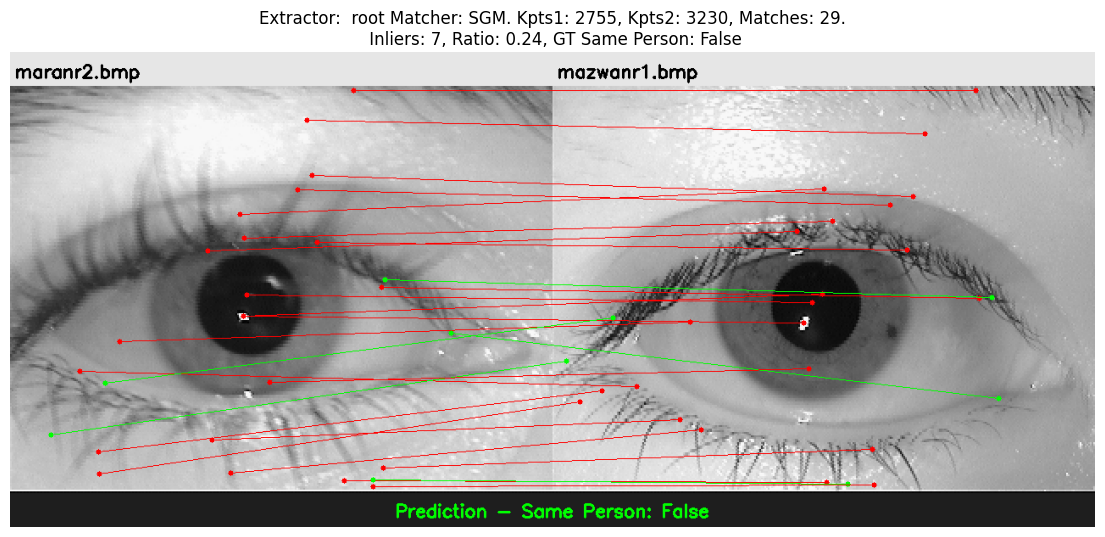 Extractor:  root Matcher: SGM. Kpts1: 2755, Kpts2: 3230, Matches: 29.
Inliers: 7, Ratio: 0.24, GT Same Person: False
maranr2.bmp
mazwanr1.bmp
Prediction - Same Person: False